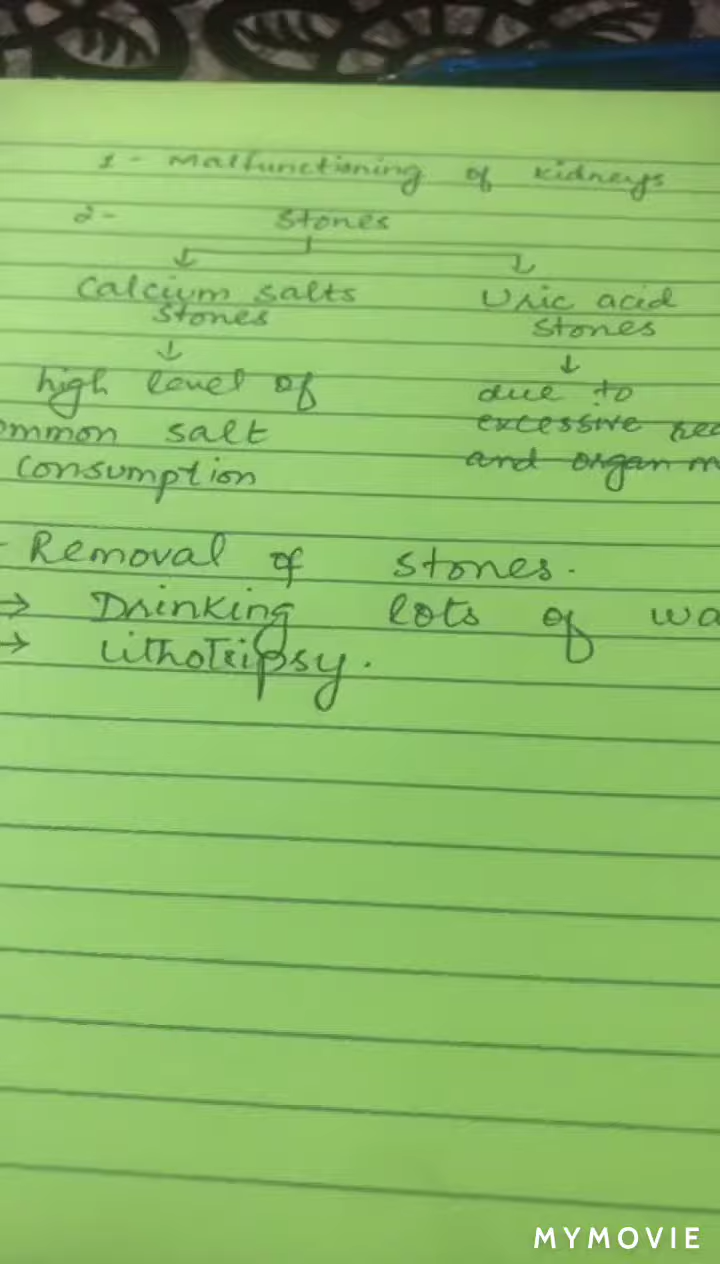 1 - Malfunctioning of kidneys
2 - Stones
Calcium salts Stones
Uric acid stones
high level of ommon salt consumption
due to excessive
and organ
- Removal of stones.
→ Drinking lots of
→ Lithotripsy.
MYMOVIE